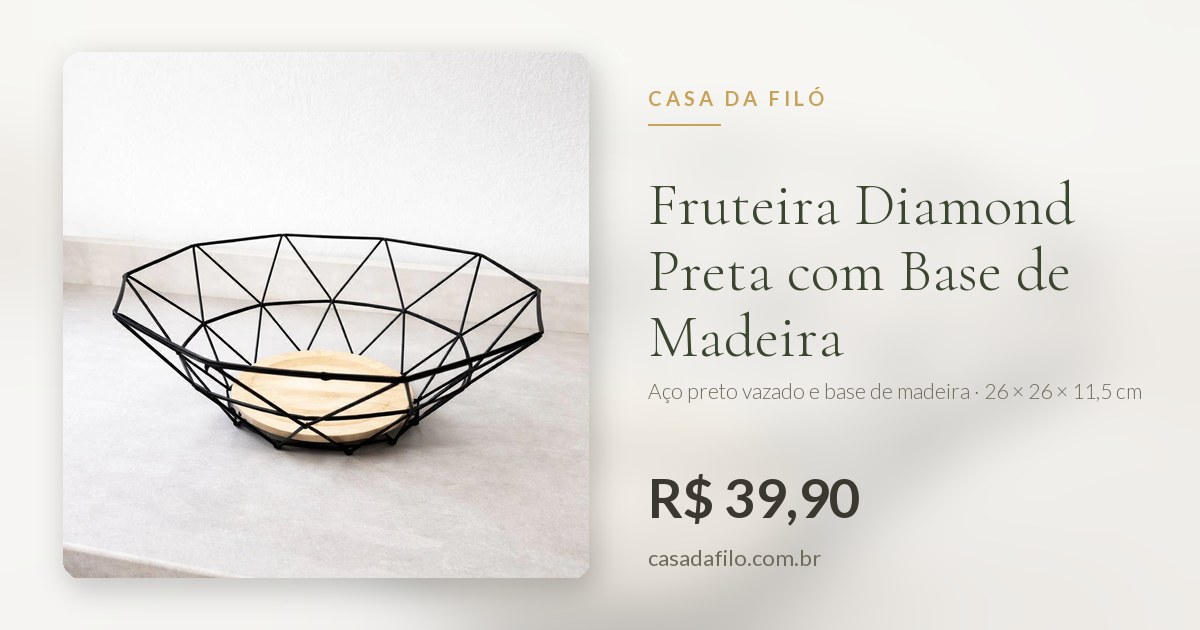 CASA DA FILÓ
Fruteira Diamond
Preta com Base de
Madeira
Aço preto vazado e base de madeira · 26 × 26 × 11,5 cm
R$ 39,90
casadafilo.com.br